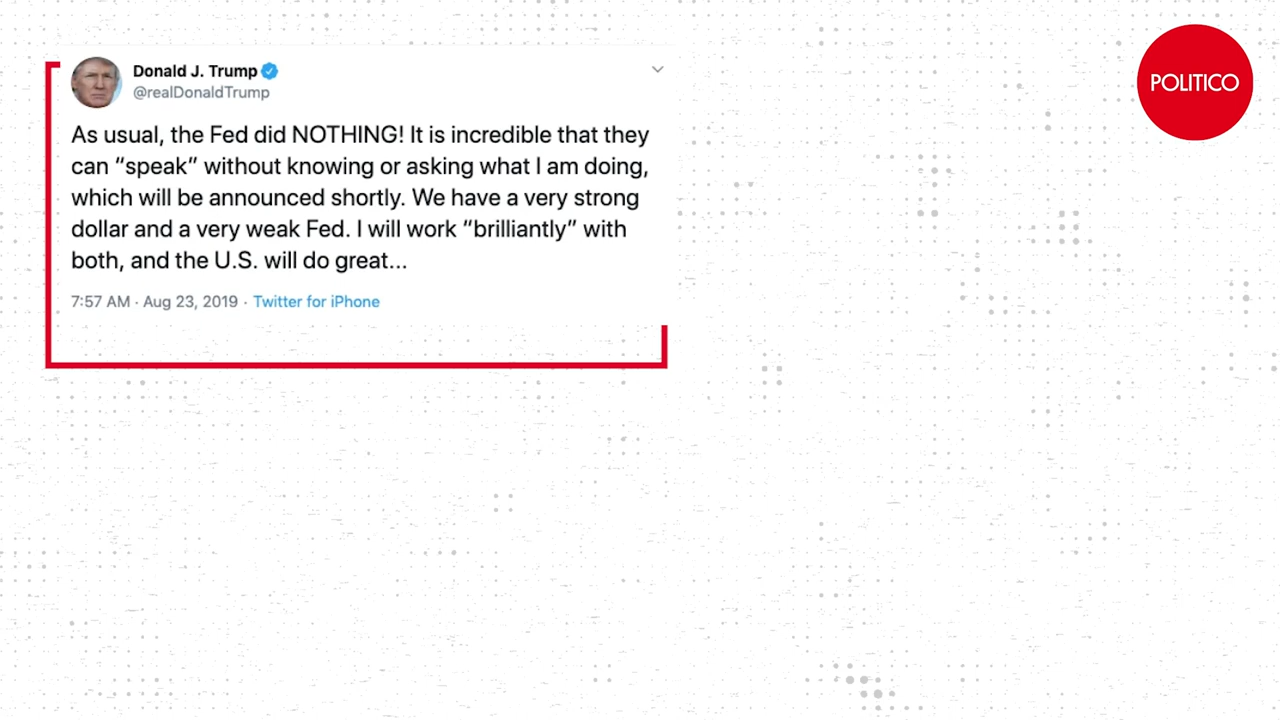 Donald J. Trump
@realDonaldTrump
As usual, the Fed did NOTHING! It is incredible that they
can “speak” without knowing or asking what I am doing,
which will be announced shortly. We have a very strong
dollar and a very weak Fed. I will work “brilliantly” with
both, and the U.S. will do great...
7:57 AM · Aug 23, 2019 · Twitter for iPhone
POLITICO